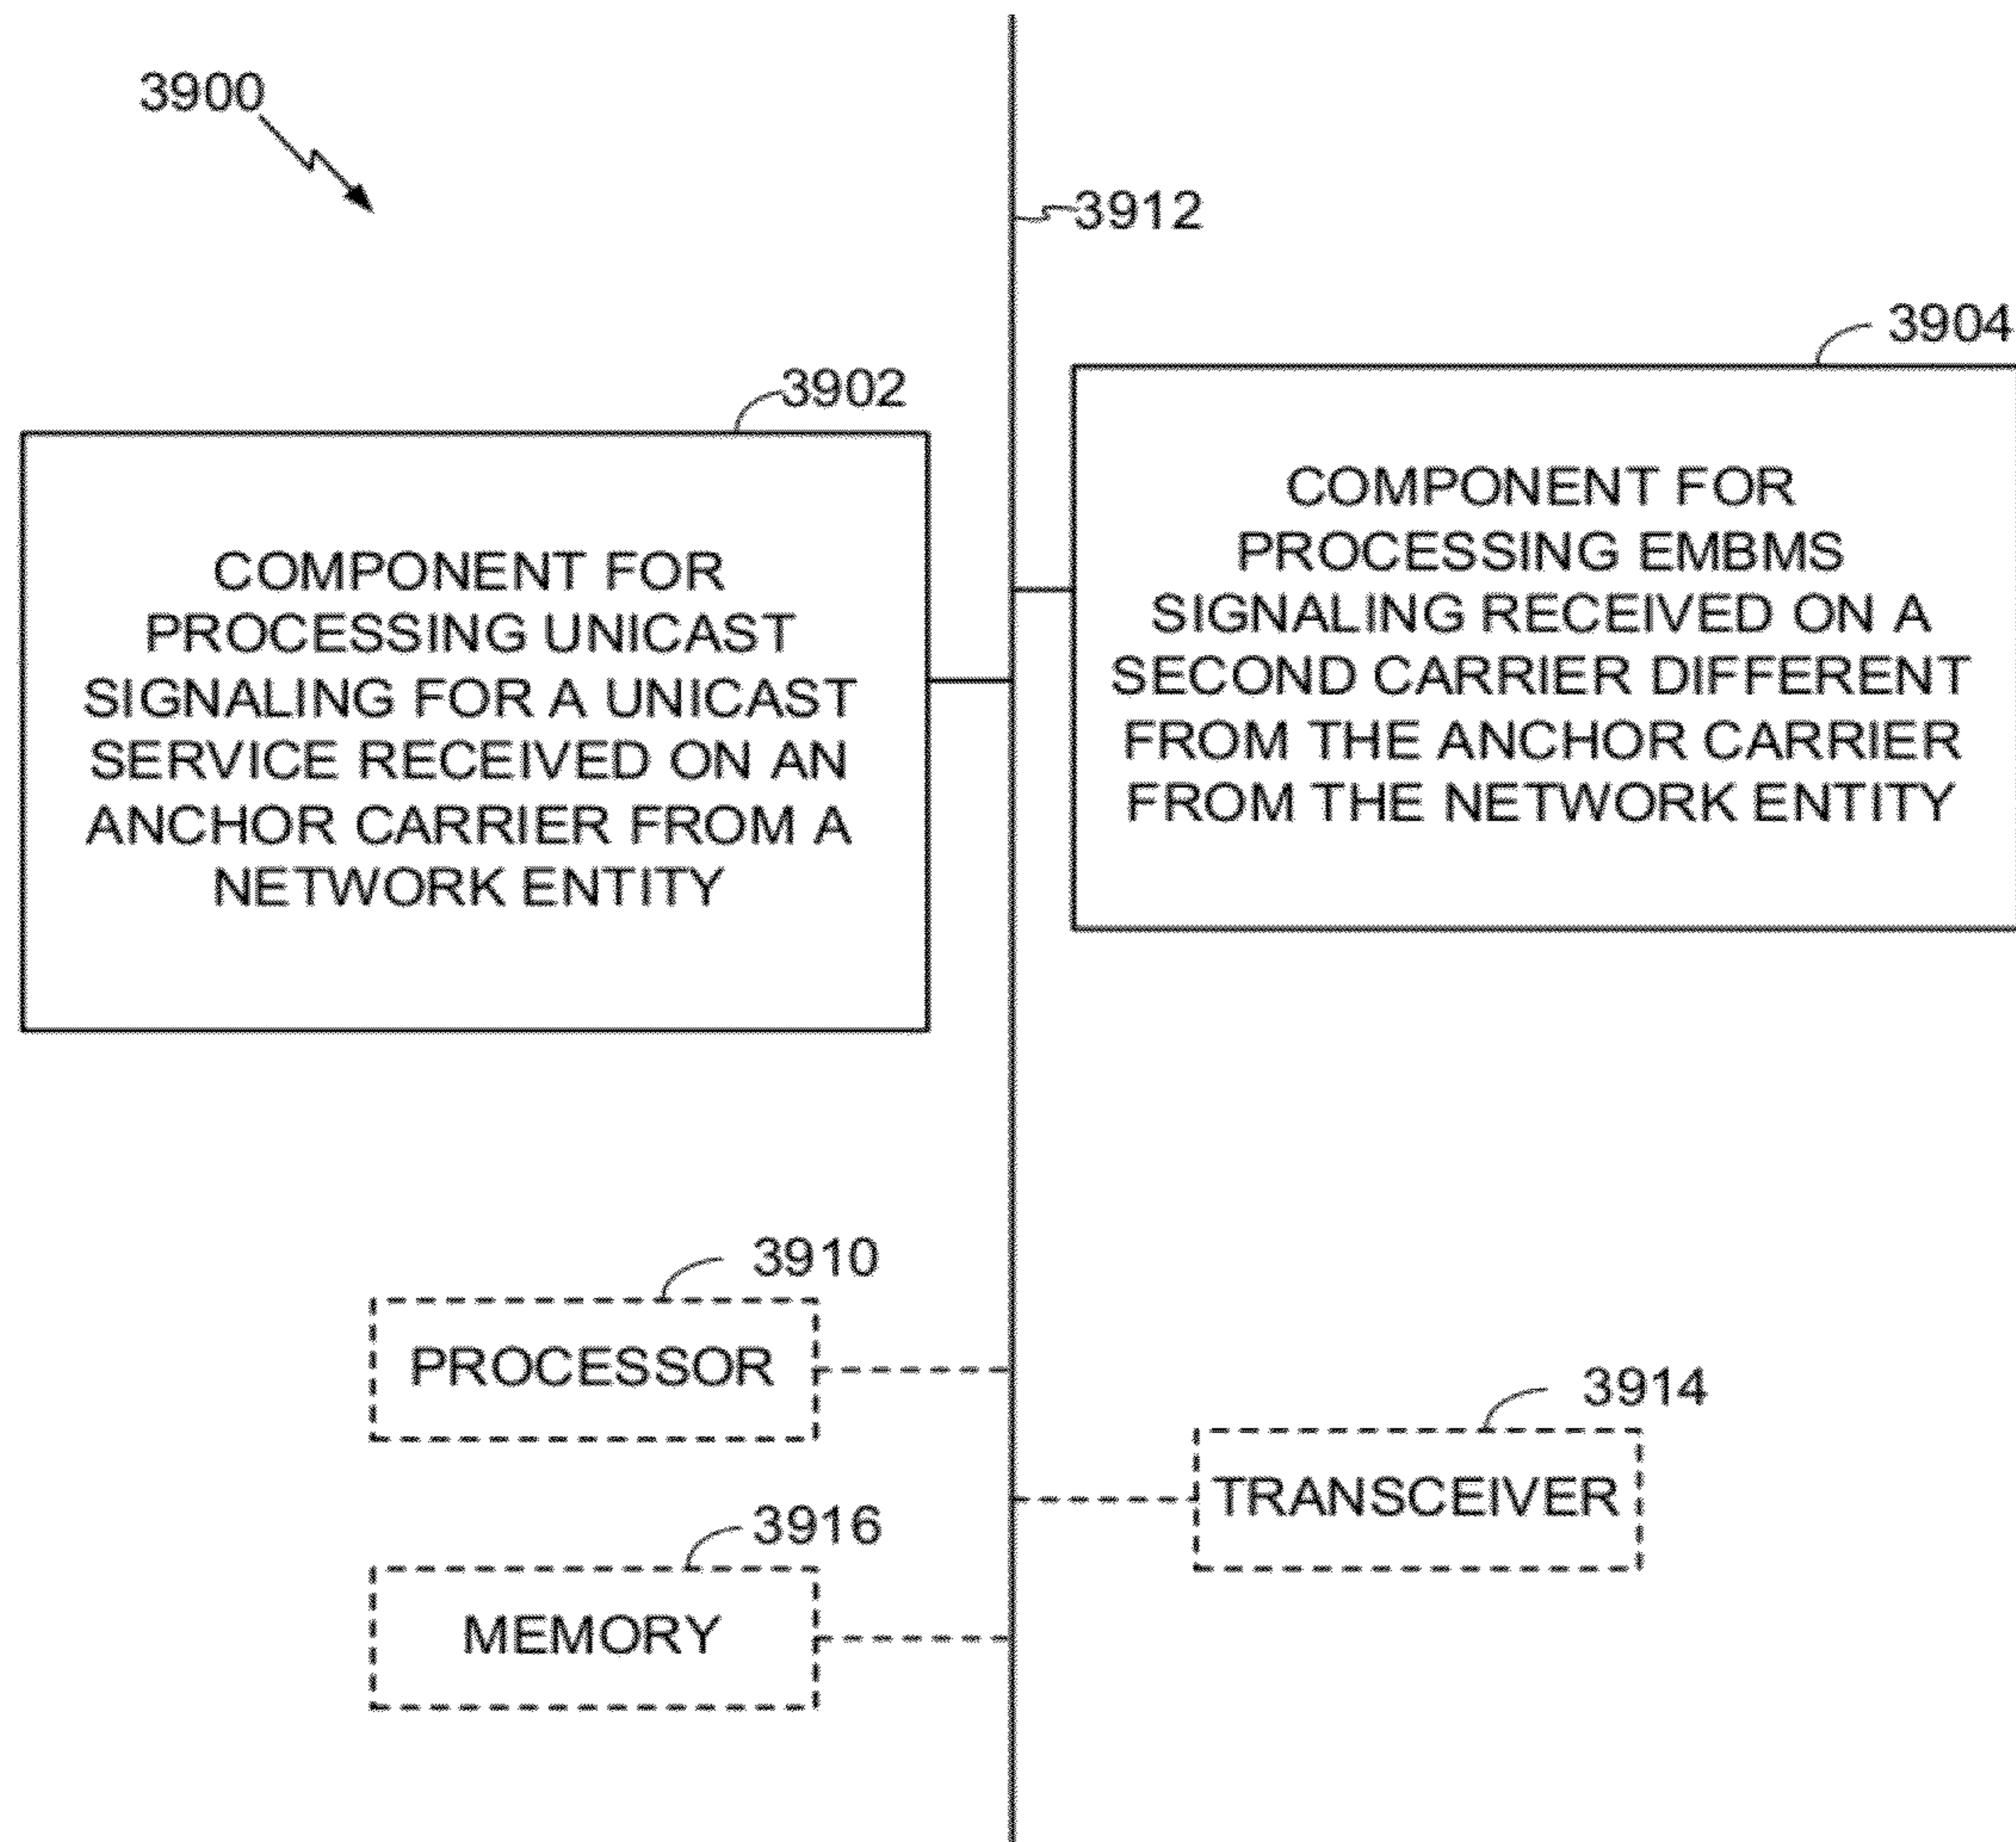 3900
3912
3904
3902
COMPONENT FOR
PROCESSING UNICAST
SIGNALING FOR A UNICAST
SERVICE RECEIVED ON AN
ANCHOR CARRIER FROM A
NETWORK ENTITY
COMPONENT FOR
PROCESSING EMBMS
SIGNALING RECEIVED ON A
SECOND CARRIER DIFFERENT
FROM THE ANCHOR CARRIER
FROM THE NETWORK ENTITY
3910
PROCESSOR
3914
TRANSCEIVER
3916
MEMORY